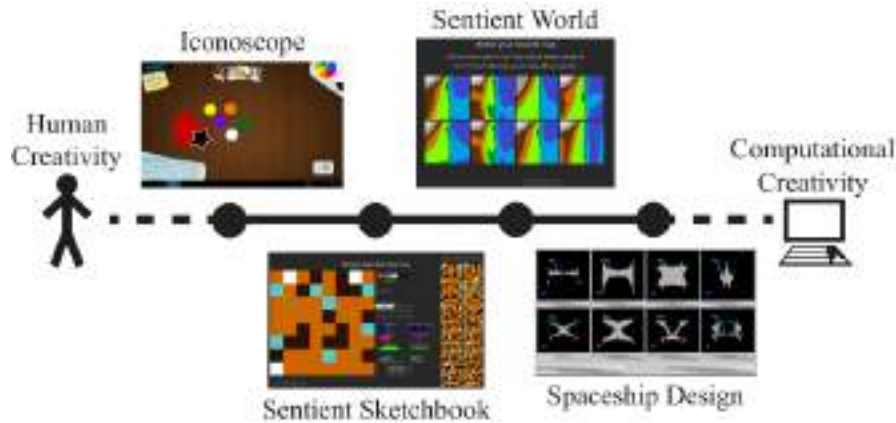 Sentient World
Iconoscope
Human
Creativity
Computational
Creativity
Sentient Sketchbook
Spaceship Design